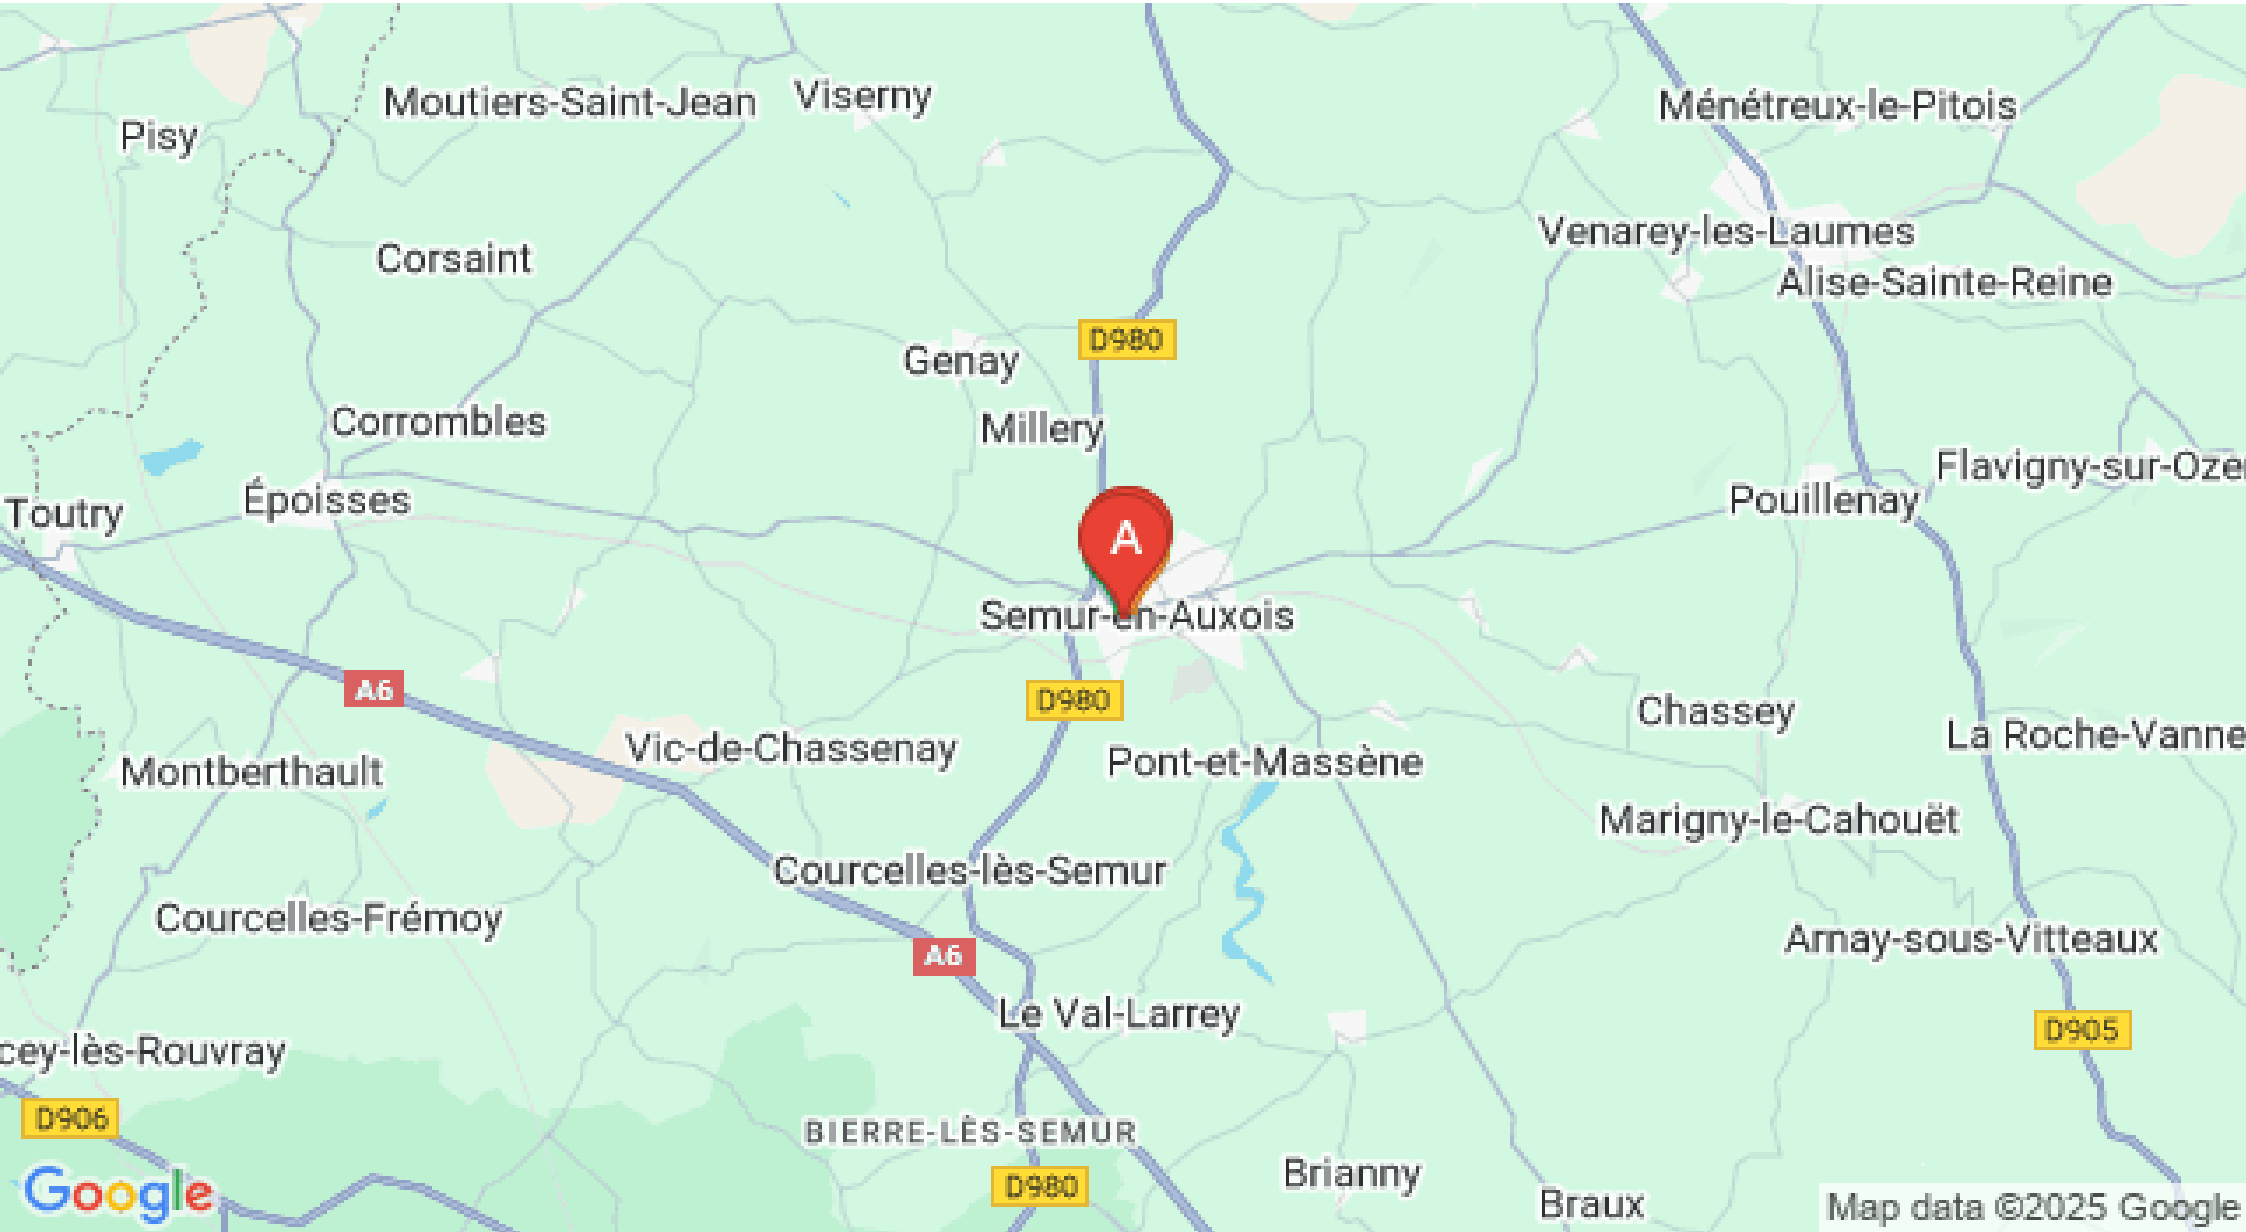 Viserny
Moutiers-Saint-Jean
Ménétreux-le-Pitois
Pisy
Venarey-les-Laumes
Corsaint
Alise-Sainte-Reine
D980
Genay
Corrombles
Millery
Flavigny-sur-Oze
Époisses
Pouillenay
Toutry
A
Semur-en-Auxois
A6
D980
Chassey
La Roche-Vanne
Vic-de-Chassenay
Pont-et-Massène
Montberthault
Marigny-le-Cahouët
Courcelles-lès-Semur
Courcelles-Frémoy
Arnay-sous-Vitteaux
A6
Le Val-Larrey
D905
cey-lès-Rouvray
D906
BIERRE-LÈS-SEMUR
Brianny
D980
Google
Braux
Map data ©2025 Google